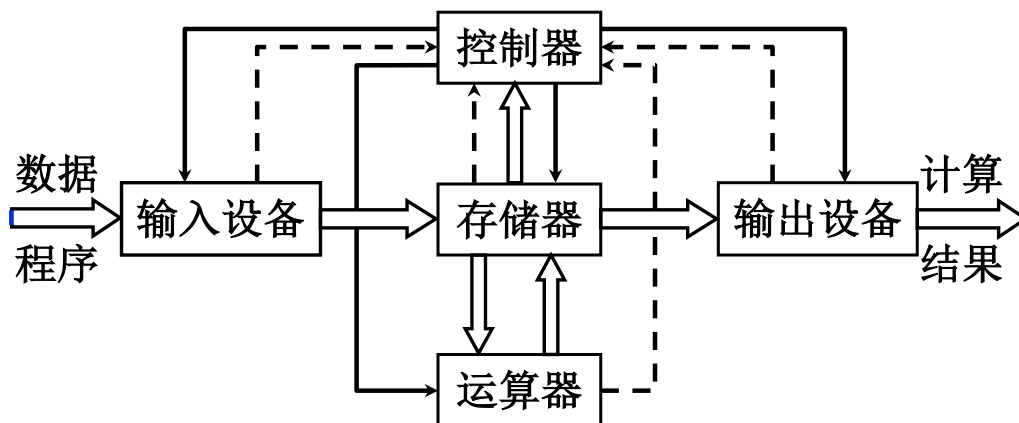 控制器
数据
计算
输入设备
存储器
输出设备
程序
结果
运算器